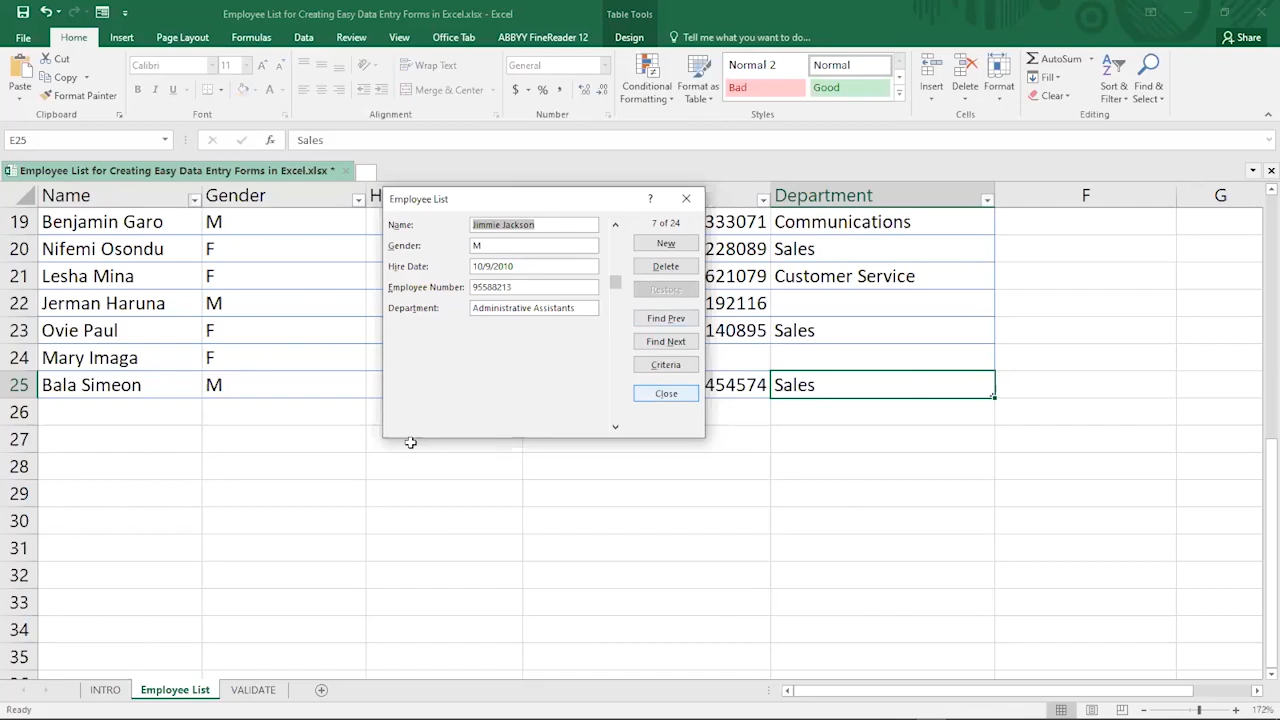 Employee List for Creating Easy Data Entry Forms in Excel.xlsx - Excel
Table Tools
File Home Insert Page Layout Formulas Data Review View Office Tab ABBYY FineReader 12 Design Tell me what you want to do... Share
Paste
Cut
Copy
Format Painter
Clipboard
Calibri 11
B I U
Font
Wrap Text
Merge & Center
Alignment
General
$ % ,
Number
Conditional Formatting
Format as Table
Normal 2 Normal
Bad Good
Styles
Insert Delete Format
Cells
AutoSum
Fill
Clear
Sort & Filter
Find & Select
Editing
E25 fx Sales
Employee List for Creating Easy Data Entry Forms in Excel.xlsx *
Name Gender H Department F G
19 Benjamin Garo M 333071 Communications
20 Nifemi Osondu F 228089 Sales
21 Lesha Mina F 621079 Customer Service
22 Jerman Haruna M 192116
23 Ovie Paul F 140895 Sales
24 Mary Imaga F
25 Bala Simeon M 454574 Sales
26
27
28
29
30
31
32
33
34
35
Employee List ?
Name: Jimmie Jackson 7 of 24
Gender: M New
Hire Date: 10/9/2010 Delete
Employee Number: 95588213 Restore
Department: Administrative Assistants
Find Prev
Find Next
Criteria
Close
INTRO Employee List VALIDATE
Ready 172%